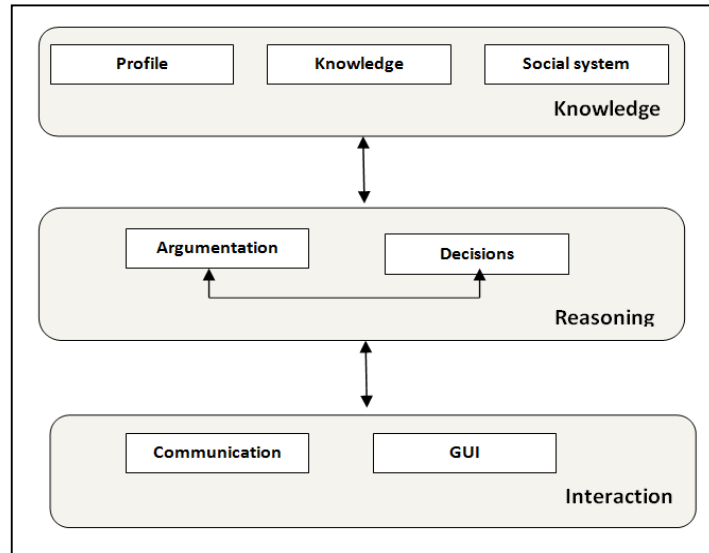 Profile
Knowledge
Social system
Knowledge
Argumentation
Decisions
Reasoning
Communication
GUI
Interaction